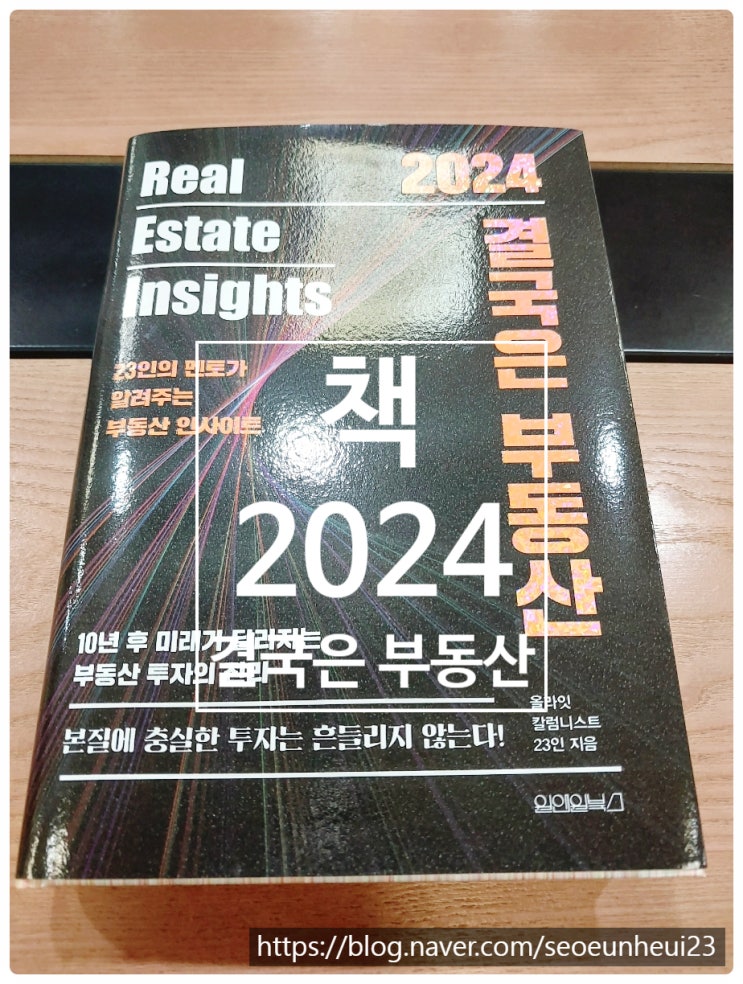 Real
Estate
Insights
2024
결국은 부동산
23인의 멘토가
알려주는
부동산 인사이트
책
2024
결국은 부동산
10년 후 미래가 달라지는
부동산 투자의
본질에 충실한 투자는 흔들리지 않는다!
올라잇
칼럼니스트
23인 지음
일인일북
https://blog.naver.com/seoeunheui23